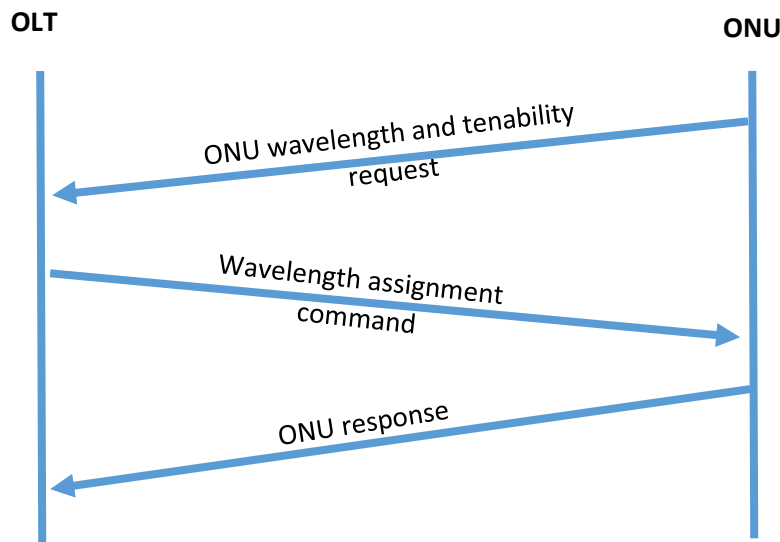 OLT
ONU
ONU wavelength and tenability
request
Wavelength assignment
command
ONU response